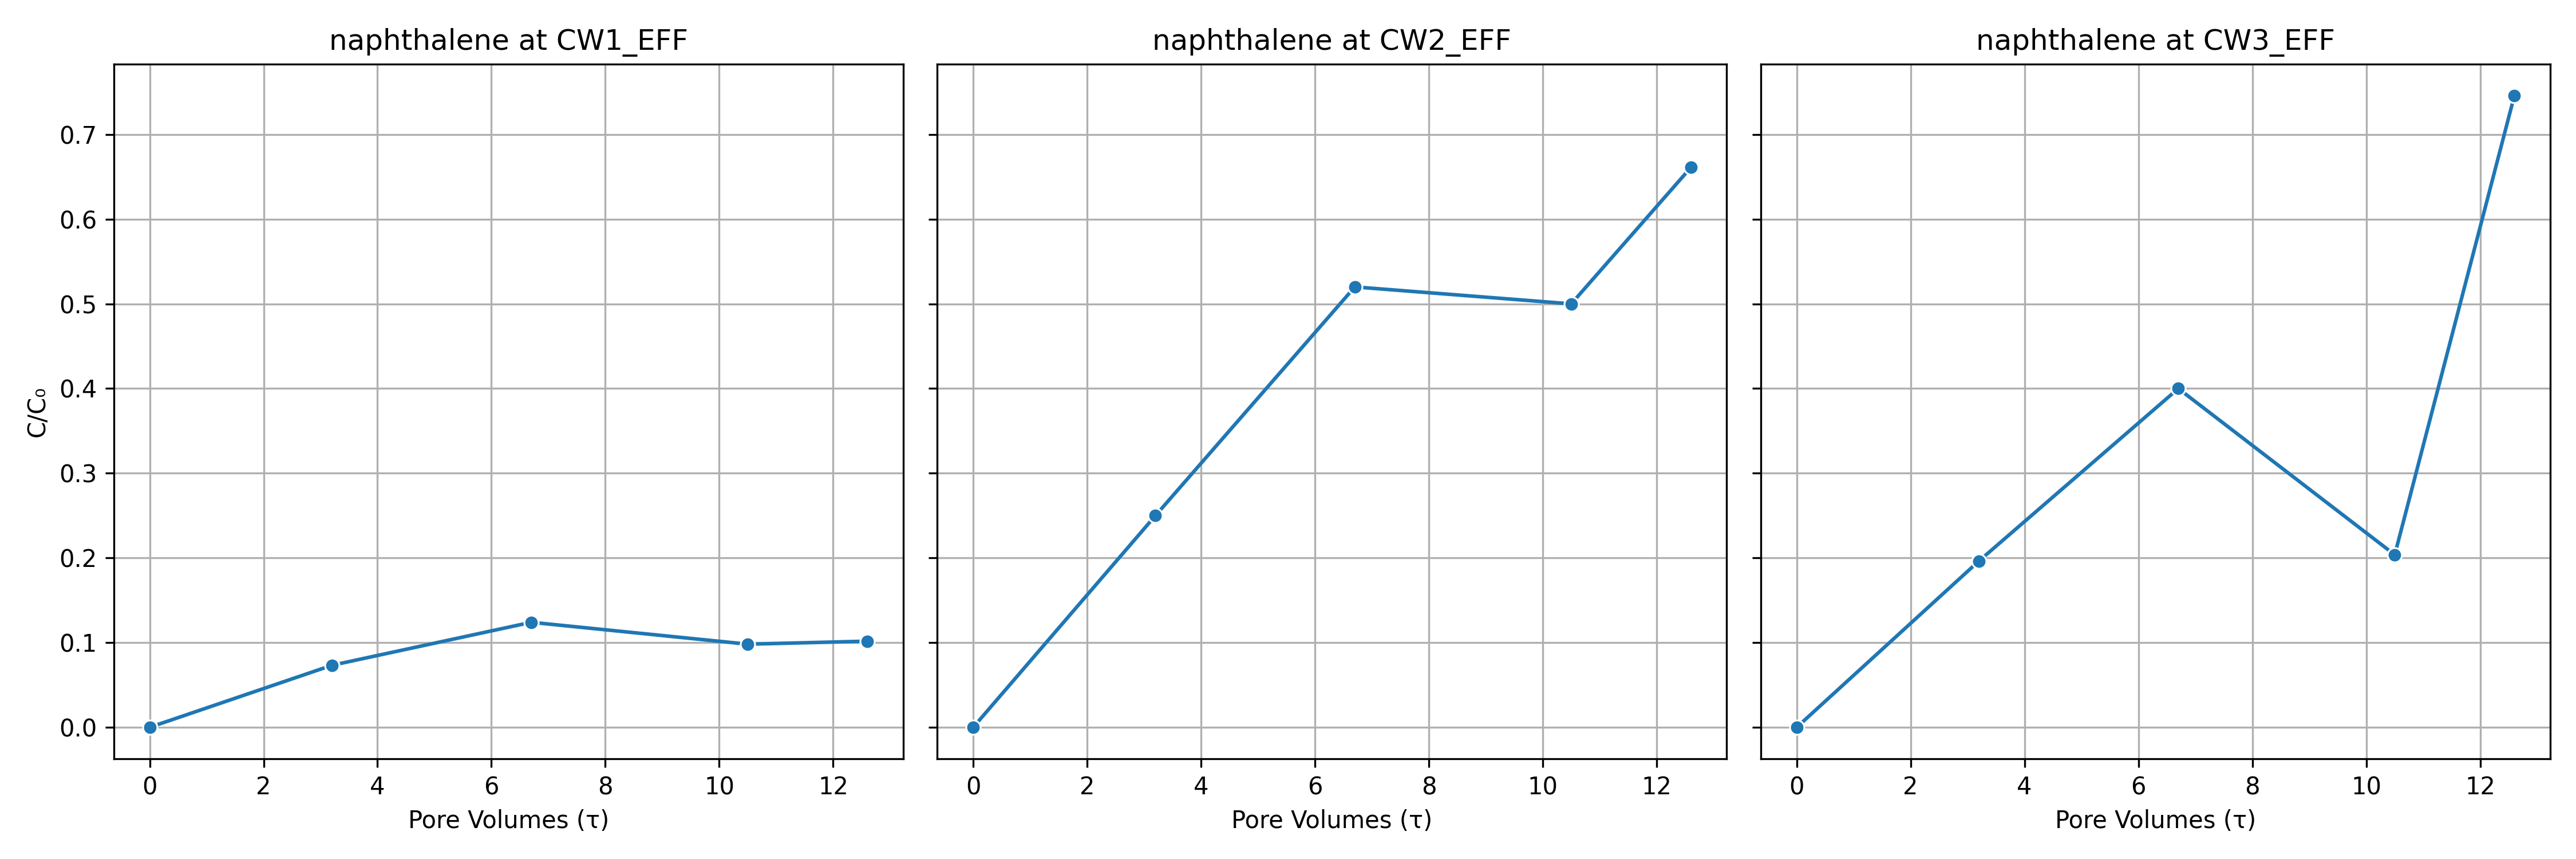 naphthalene at CW1_EFF
naphthalene at CW2_EFF
naphthalene at CW3_EFF
C/C₀
0.7
0.6
0.5
0.4
0.3
0.2
0.1
0.0
0 2 4 6 8 10 12
0 2 4 6 8 10 12
0 2 4 6 8 10 12
Pore Volumes (τ)
Pore Volumes (τ)
Pore Volumes (τ)